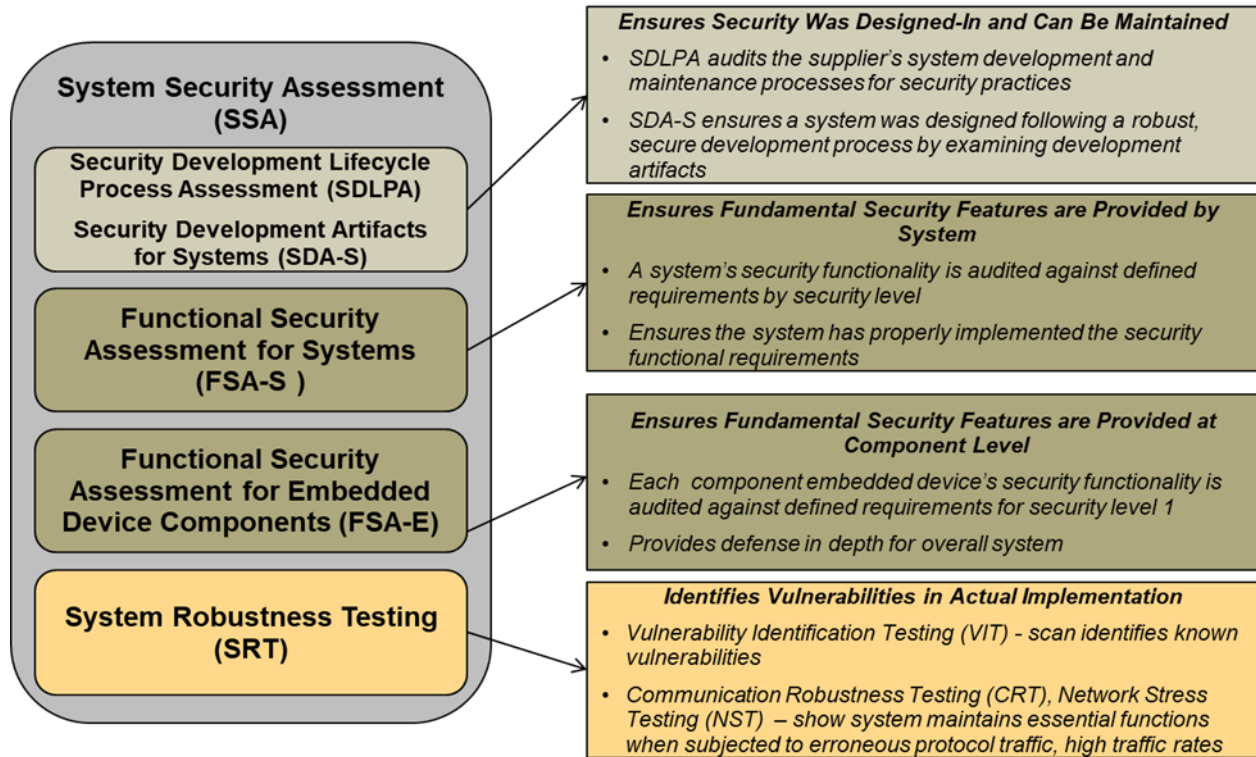 System Security Assessment
(SSA)
Security Development Lifecycle
Process Assessment (SDLPA)
Security Development Artifacts
for Systems (SDA-S)
Functional Security
Assessment for Systems
(FSA-S )
Functional Security
Assessment for Embedded
Device Components (FSA-E)
System Robustness Testing
(SRT)
Ensures Security Was Designed-In and Can Be Maintained
• SDLPA audits the supplier's system development and
maintenance processes for security practices
• SDA-S ensures a system was designed following a robust,
secure development process by examining development
artifacts
Ensures Fundamental Security Features are Provided by
System
• A system's security functionality is audited against defined
requirements by security level
• Ensures the system has properly implemented the security
functional requirements
Ensures Fundamental Security Features are Provided at
Component Level
• Each component embedded device's security functionality is
audited against defined requirements for security level 1
• Provides defense in depth for overall system
Identifies Vulnerabilities in Actual Implementation
• Vulnerability Identification Testing (VIT) - scan identifies known
vulnerabilities
• Communication Robustness Testing (CRT), Network Stress
Testing (NST) – show system maintains essential functions
when subjected to erroneous protocol traffic, high traffic rates